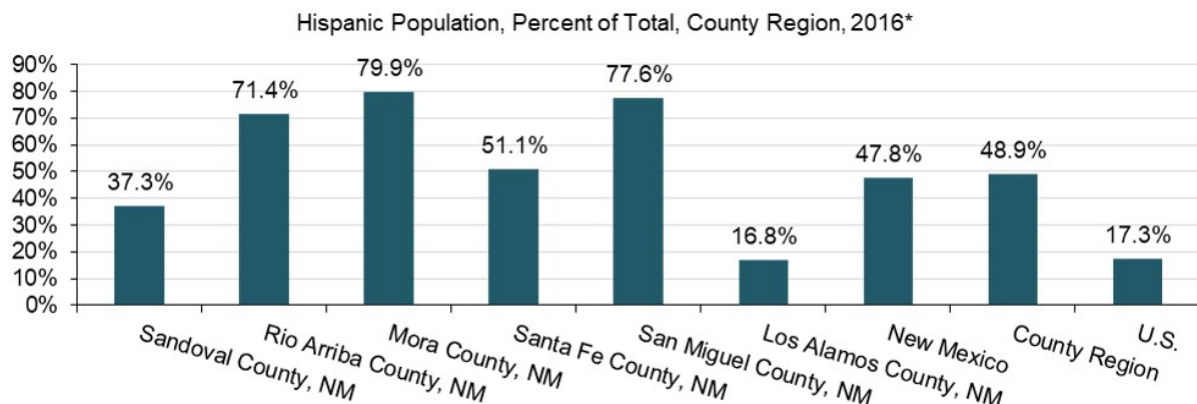 Hispanic Population, Percent of Total, County Region, 2016*
90%
80%
70%
60%
50%
40%
30%
20%
10%
0%
37.3%
71.4%
79.9%
51.1%
77.6%
16.8%
47.8%
48.9%
17.3%
Sandoval County, NM
Rio Arriba County, NM
Mora County, NM
Santa Fe County, NM
San Miguel County, NM
Los Alamos County, NM
New Mexico
County Region
U.S.